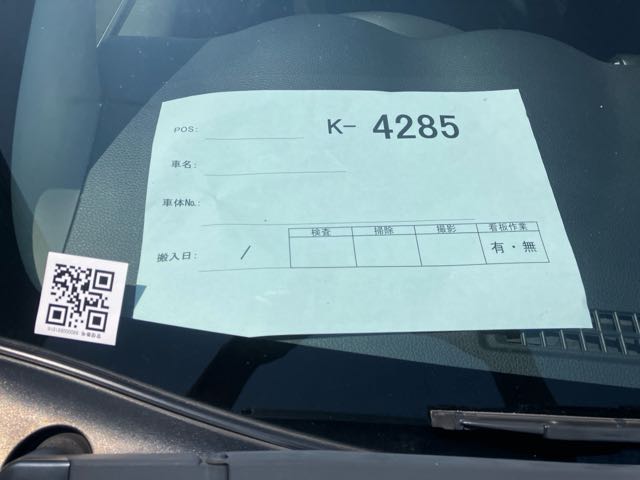 POS:
K- 4285
車名:
車体No.:
搬入日: /
検査 掃除 撮影 看板作業
有・無